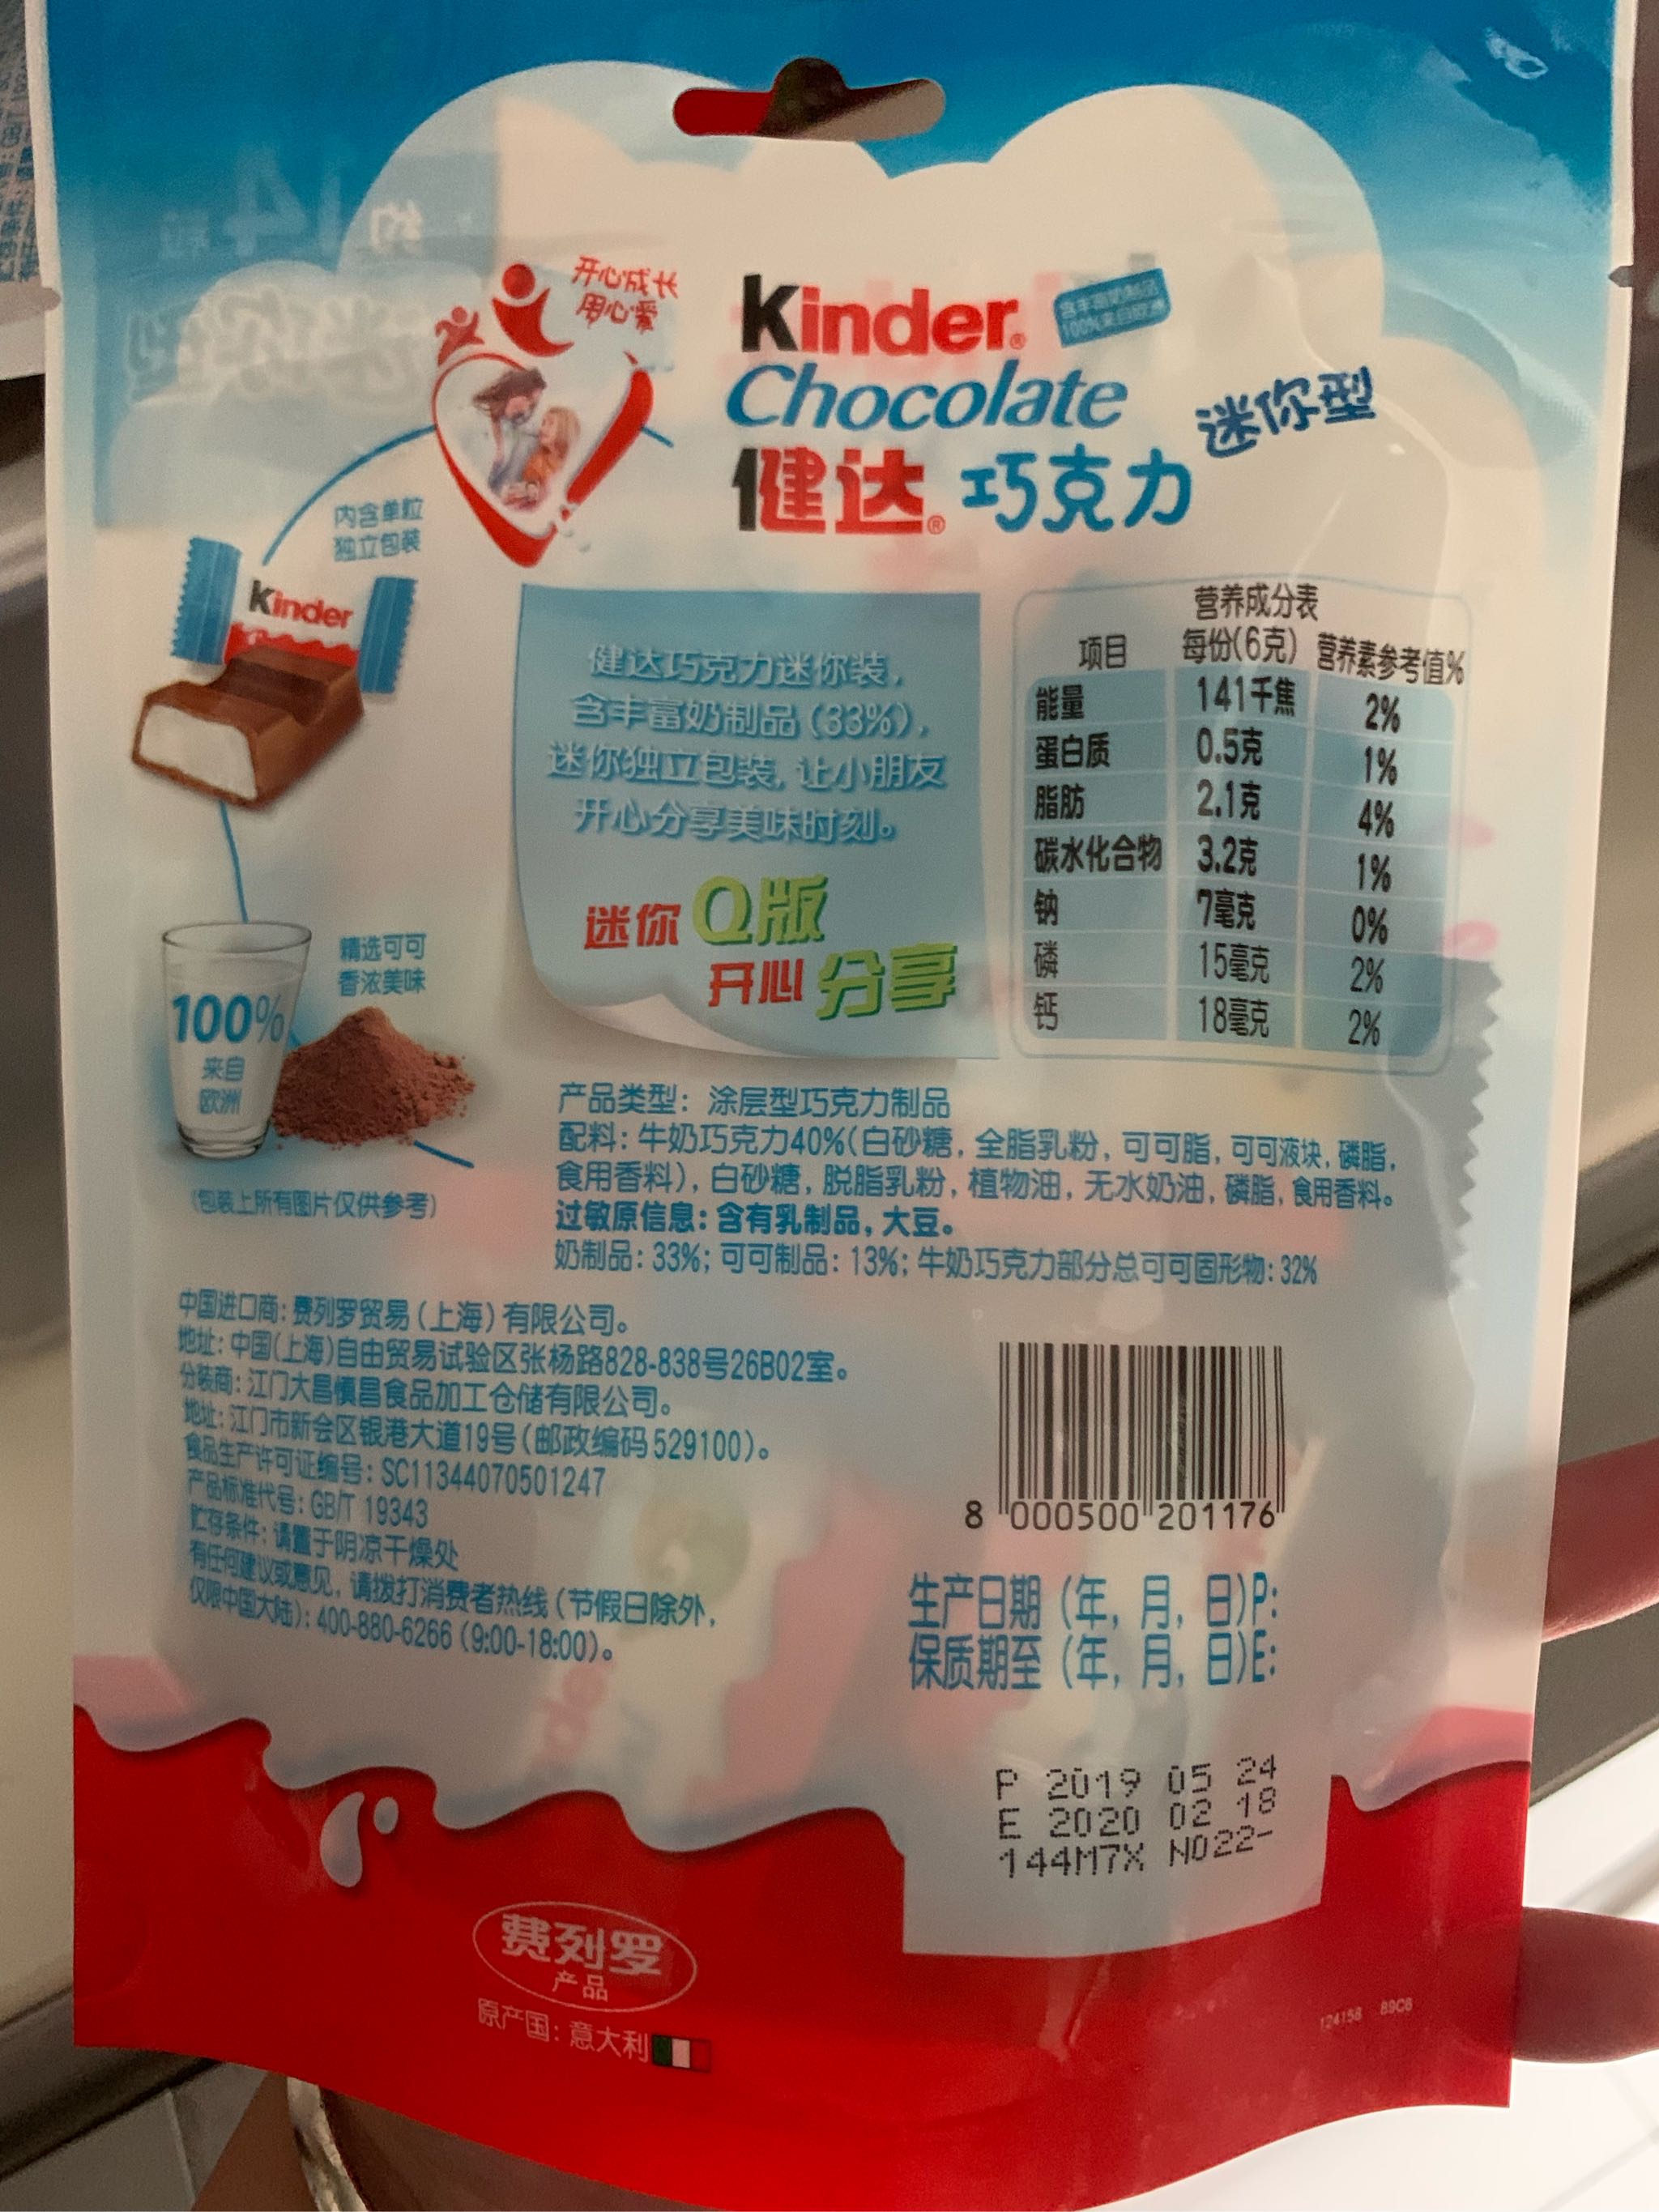 开心成长
用心爱
Kinder®
含丰富奶制品
100%来自欧洲
Chocolate
健达®巧克力
迷你型
内含单粒
独立包装
Kinder
健达巧克力迷你装，
含丰富奶制品（33%），
迷你独立包装，让小朋友
开心分享美味时刻。
迷你Q版
开心分享
营养成分表
项目 每份(6克) 营养素参考值%
能量 141千焦 2%
蛋白质 0.5克 1%
脂肪 2.1克 4%
碳水化合物 3.2克 1%
钠 7毫克 0%
磷 15毫克 2%
钙 18毫克 2%
精选可可
香浓美味
100%
来自
欧洲
(包装上所有图片仅供参考)
产品类型：涂层型巧克力制品
配料：牛奶巧克力40%(白砂糖，全脂乳粉，可可脂，可可液块，磷脂，
食用香料)，白砂糖，脱脂乳粉，植物油，无水奶油，磷脂，食用香料。
过敏原信息：含有乳制品，大豆。
奶制品：33%；可可制品：13%；牛奶巧克力部分总可可固形物：32%
中国进口商：费列罗贸易（上海）有限公司。
地址：中国(上海)自由贸易试验区张杨路828-838号26B02室。
分装商：江门大昌慎昌食品加工仓储有限公司。
地址：江门市新会区银港大道19号(邮政编码529100)。
食品生产许可证编号：SC11344070501247
产品标准代号：GB/T 19343
贮存条件：请置于阴凉干燥处
有任何建议或意见，请拨打消费者热线（节假日除外，
仅限中国大陆)：400-880-6266 (9:00-18:00)。
8 000500 201176
生产日期（年，月，日)P:
保质期至（年，月，日)E:
P 2019 05 24
E 2020 02 18
144M7X N022-
费列罗
产品
原产国：意大利
124156 B9C6